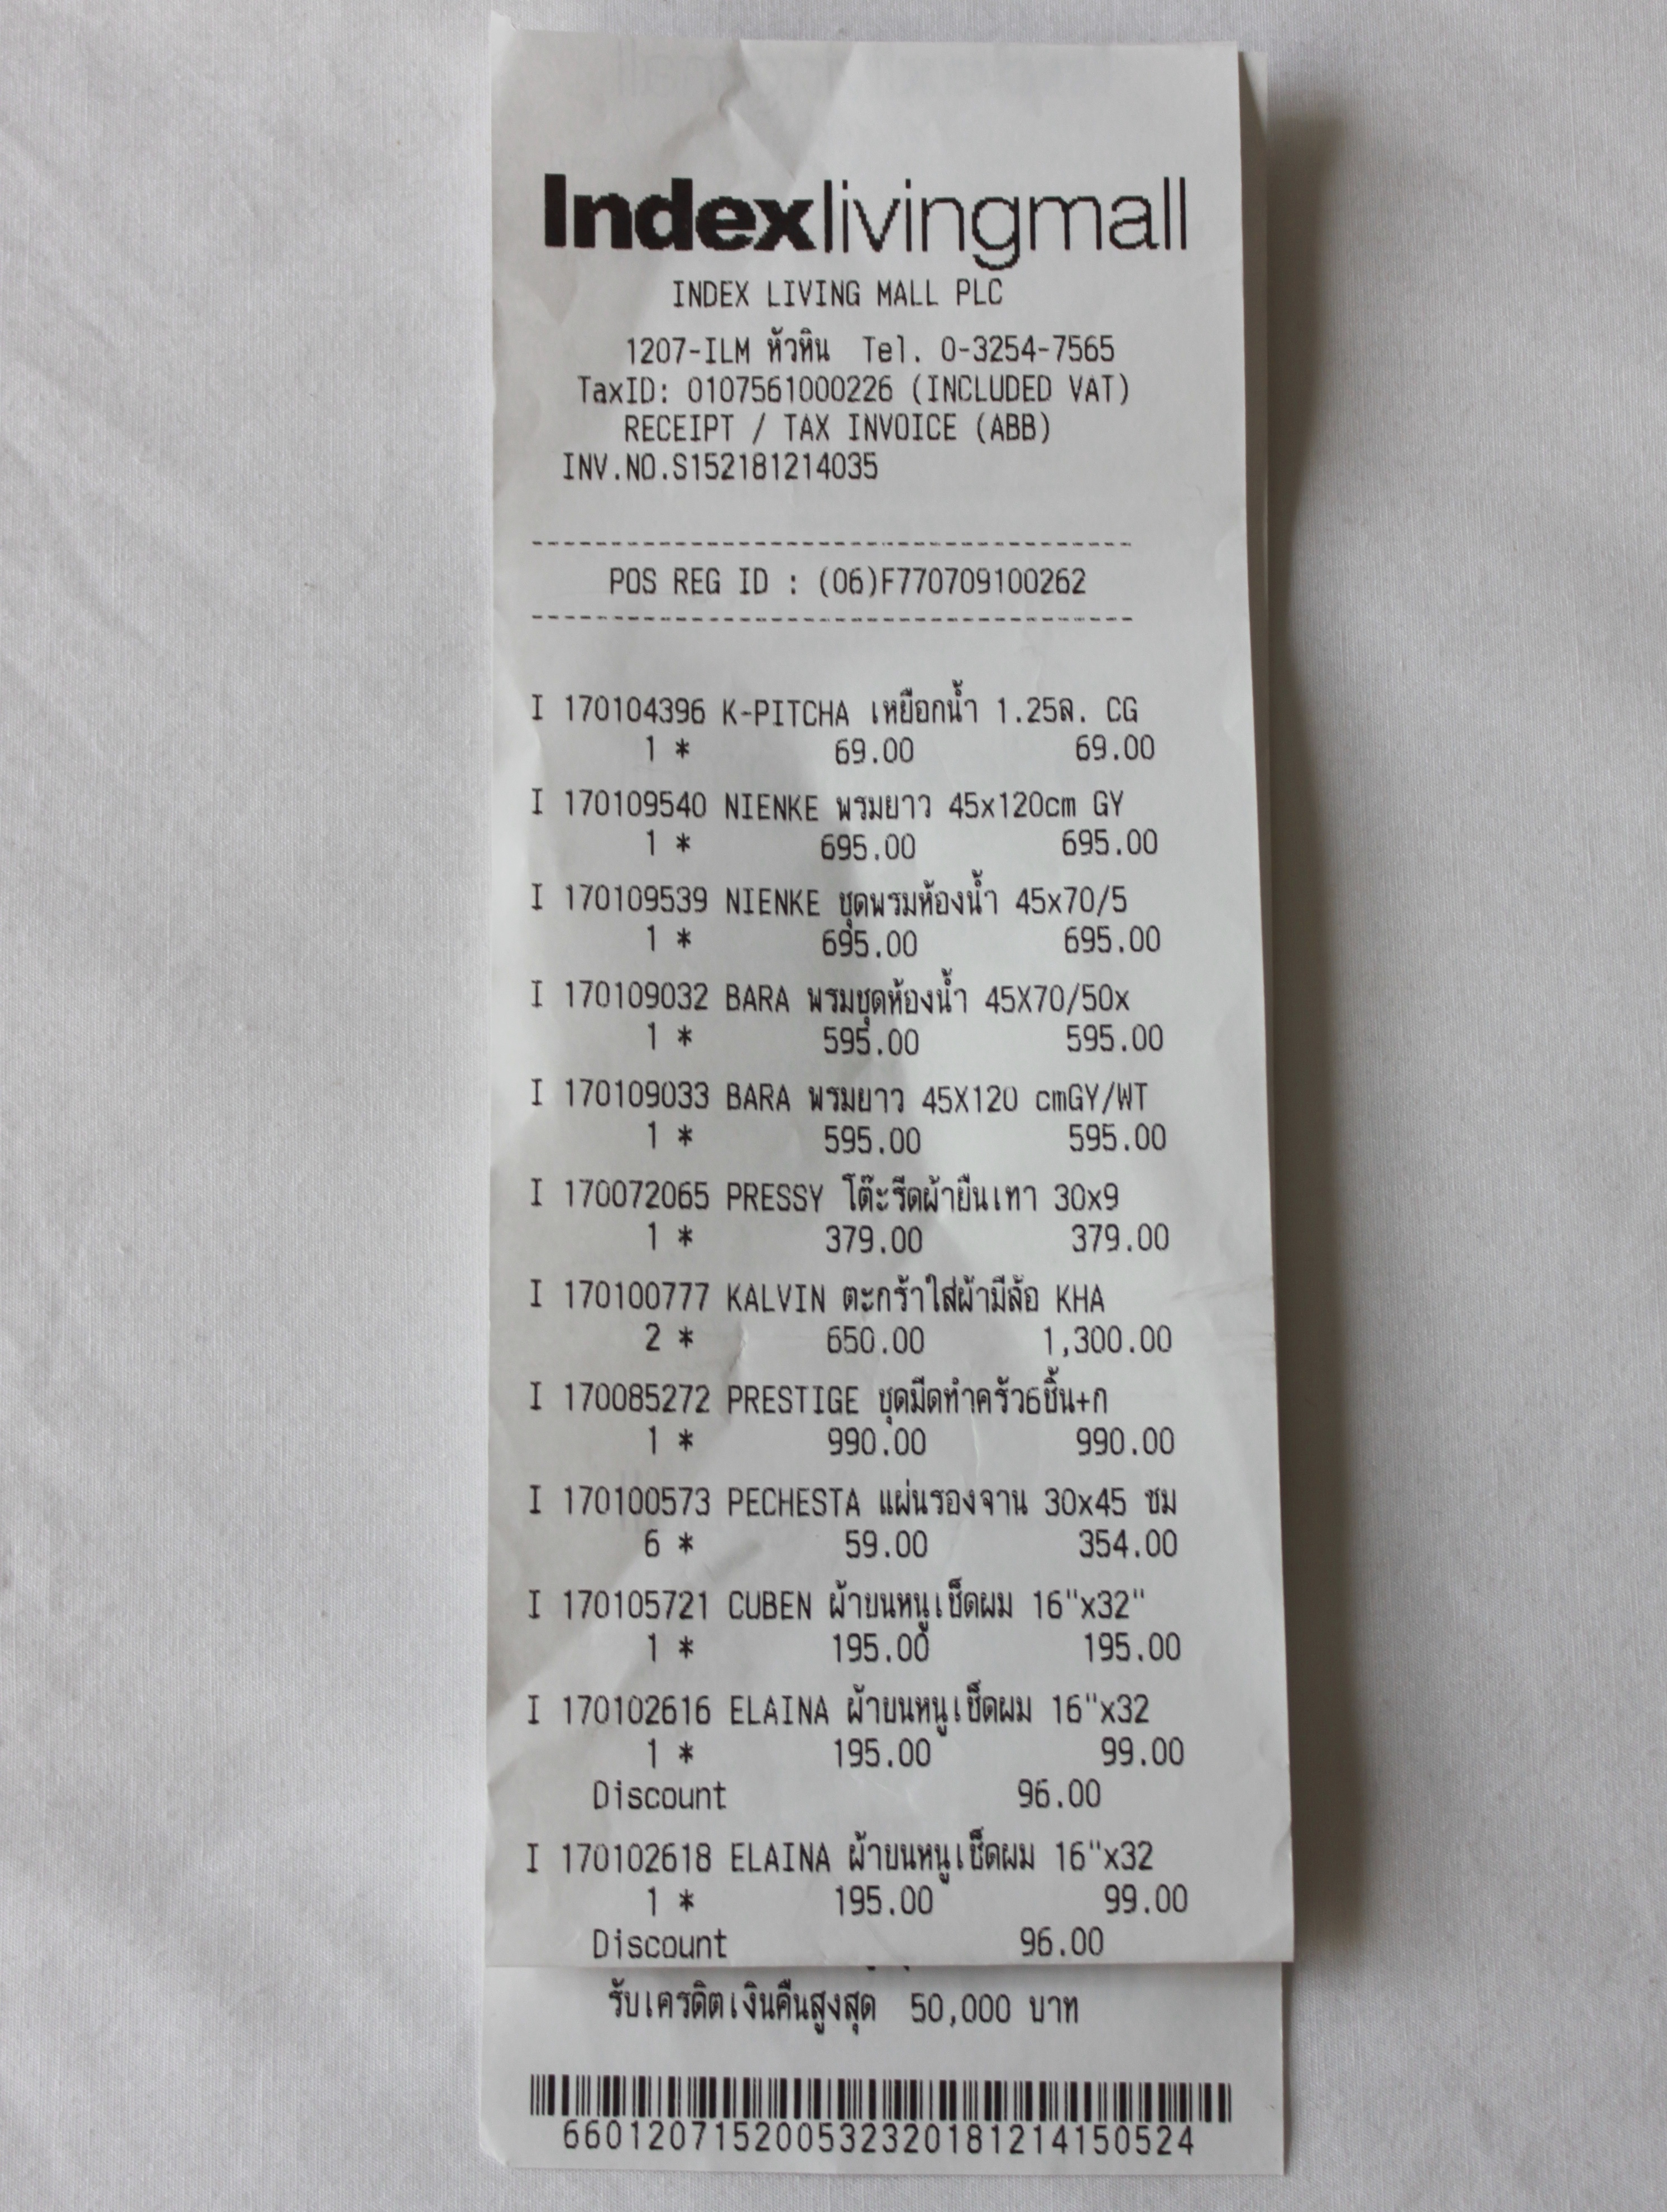 Indexlivingmall
INDEX LIVING MALL PLC
1207-ILM หัวหิน Tel. 0-3254-7565
TaxID: 0107561000226 (INCLUDED VAT)
RECEIPT / TAX INVOICE (ABB)
INV.NO.S152181214035
-------------------------------------
POS REG ID : (06)F770709100262
-------------------------------------
I 170104396 K-PITCHA เหยือกน้ำ 1.25ล. CG
1 * 69.00 69.00
I 170109540 NIENKE พรมยาว 45x120cm GY
1 * 695.00 695.00
I 170109539 NIENKE ชุดพรมห้องน้ำ 45x70/5
1 * 695.00 695.00
I 170109032 BARA พรมชุดห้องน้ำ 45X70/50x
1 * 595.00 595.00
I 170109033 BARA พรมยาว 45X120 cmGY/WT
1 * 595.00 595.00
I 170072065 PRESSY โต๊ะรีดผ้ายืนเทา 30x9
1 * 379.00 379.00
I 170100777 KALVIN ตะกร้าใส่ผ้ามีล้อ KHA
2 * 650.00 1,300.00
I 170085272 PRESTIGE ชุดมีดทำครัว6ชิ้น+ก
1 * 990.00 990.00
I 170100573 PECHESTA แผ่นรองจาน 30x45 ซม
6 * 59.00 354.00
I 170105721 CUBEN ผ้าขนหนูเช็ดผม 16"x32"
1 * 195.00 195.00
I 170102616 ELAINA ผ้าขนหนูเช็ดผม 16"x32
1 * 195.00 99.00
Discount 96.00
I 170102618 ELAINA ผ้าขนหนูเช็ดผม 16"x32
1 * 195.00 99.00
Discount 96.00
รับเครดิตเงินคืนสูงสุด 50,000 บาท
66012071520053232018121415052​4